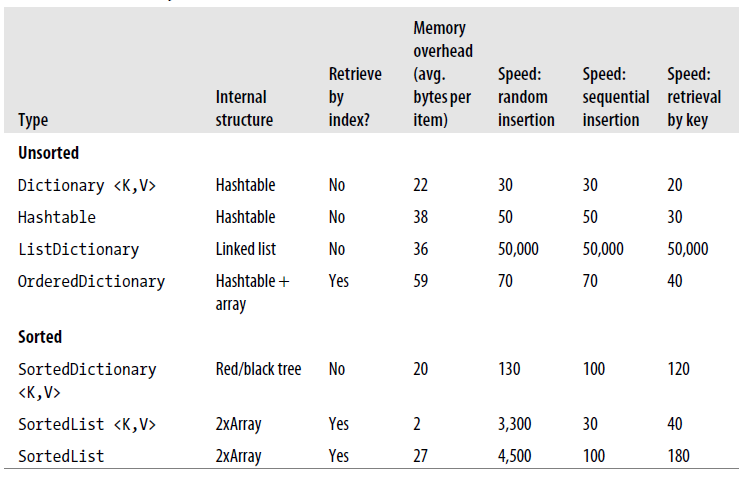 Type Internal structure Retrieve by index? Memory overhead (avg. bytes per item) Speed: random insertion Speed: sequential insertion Speed: retrieval by key
Unsorted
Dictionary <K,V> Hashtable No 22 30 30 20
Hashtable Hashtable No 38 50 50 30
ListDictionary Linked list No 36 50,000 50,000 50,000
OrderedDictionary Hashtable + array Yes 59 70 70 40
Sorted
SortedDictionary <K,V> Red/black tree No 20 130 100 120
SortedList <K,V> 2xArray Yes 2 3,300 30 40
SortedList 2xArray Yes 27 4,500 100 180